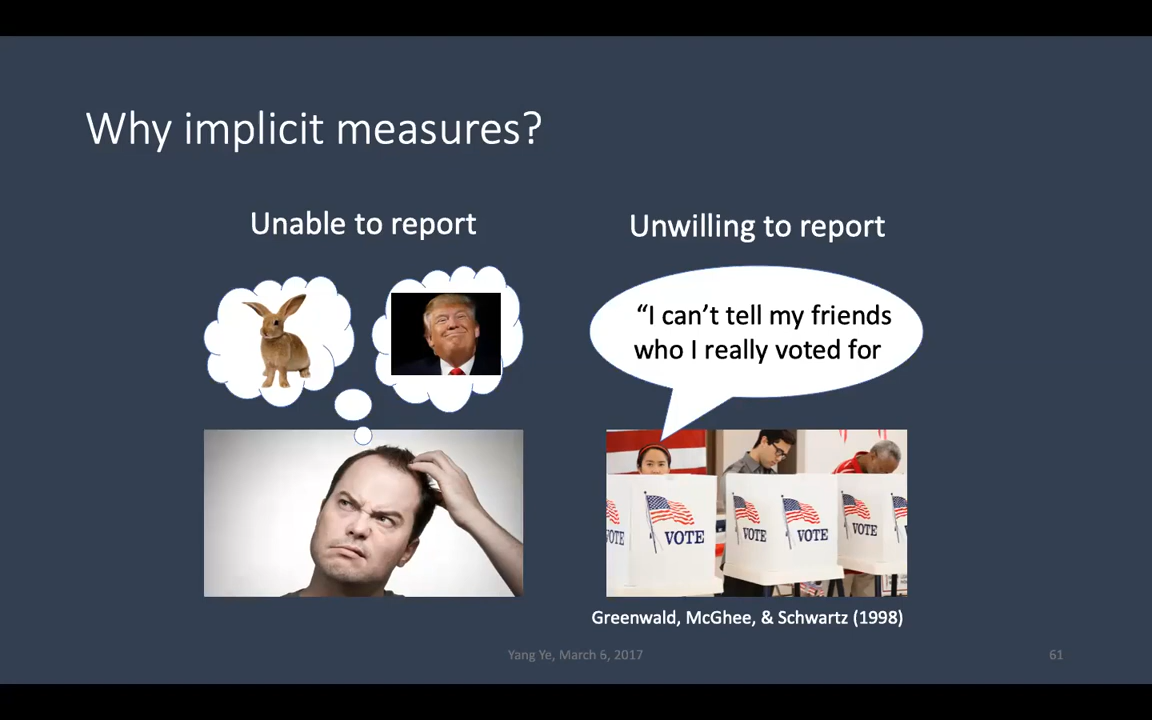 Why implicit measures?
Unable to report
Unwilling to report
“I can’t tell my friends
who I really voted for
VOTE
VOTE
VOTE
VOTE
VOTE
Greenwald, McGhee, & Schwartz (1998)
Yang Ye, March 6, 2017
61